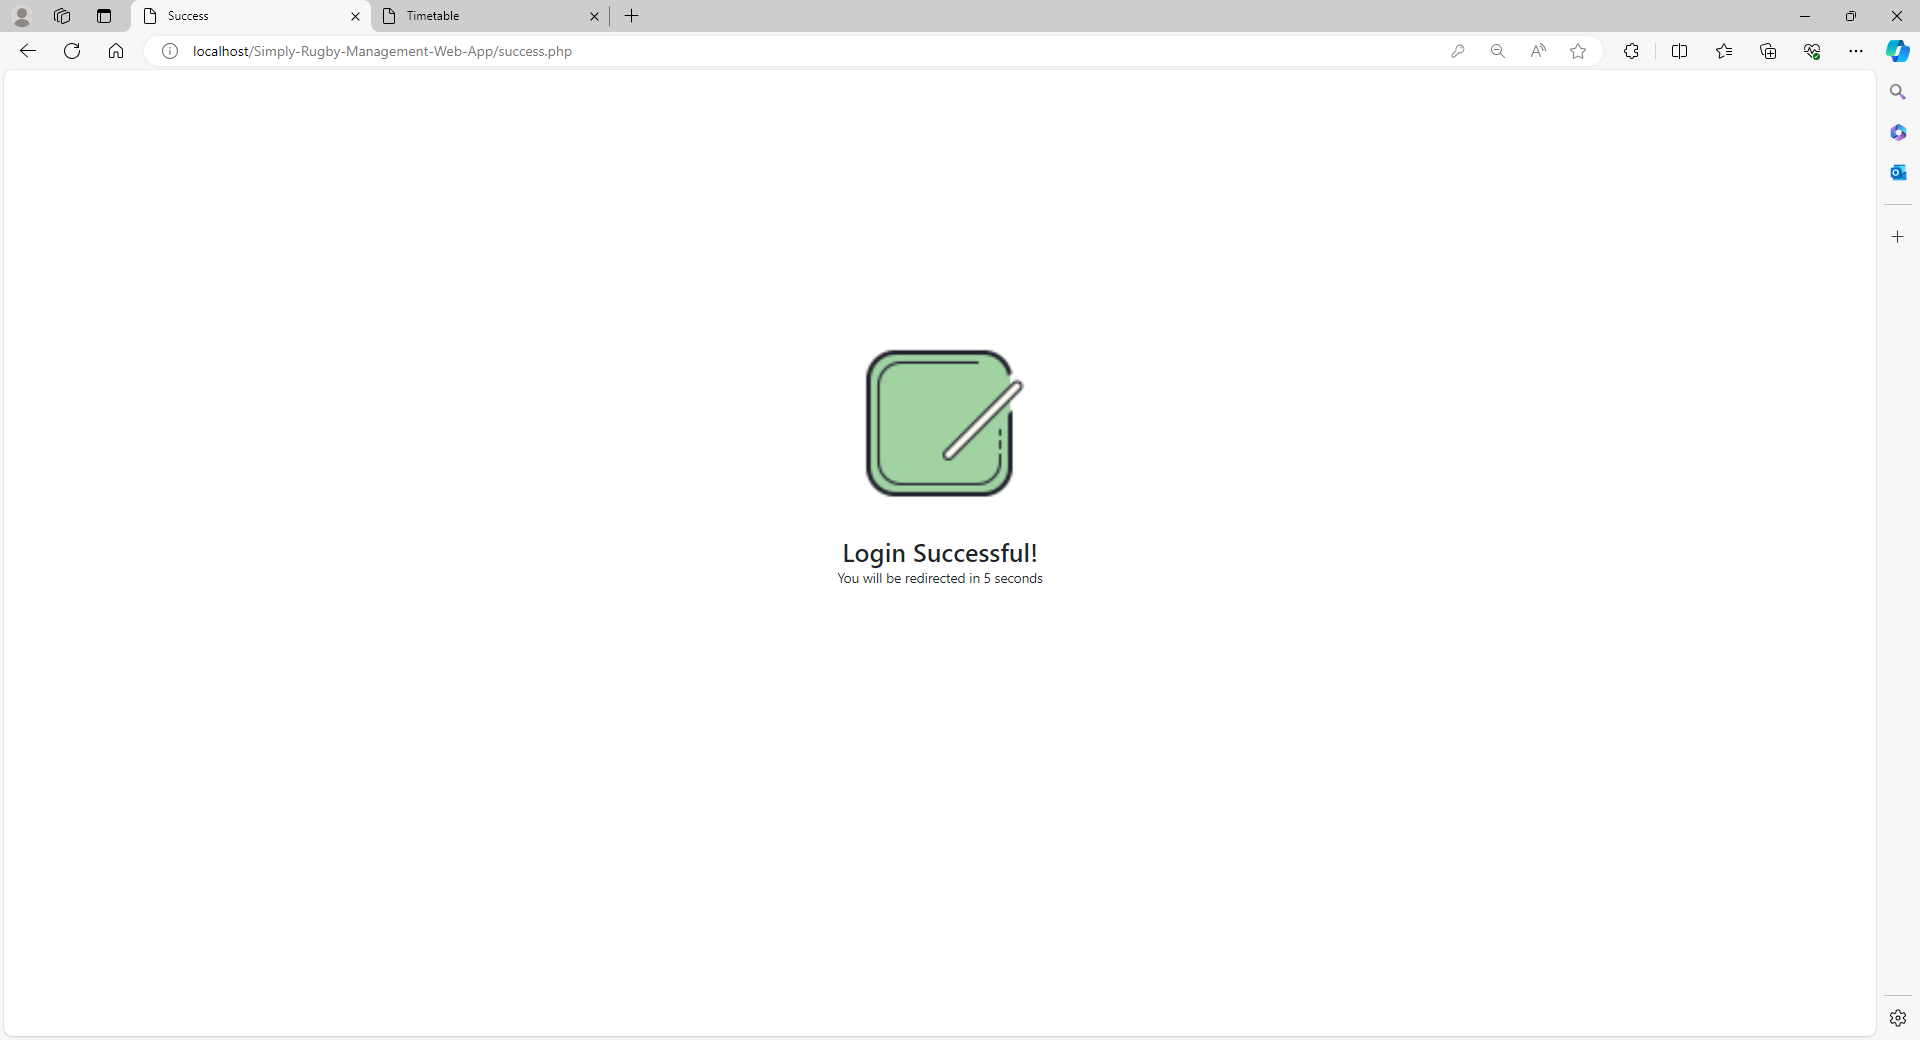 Success
Timetable
localhost/Simply-Rugby-Management-Web-App/success.php
Login Successful!
You will be redirected in 5 seconds